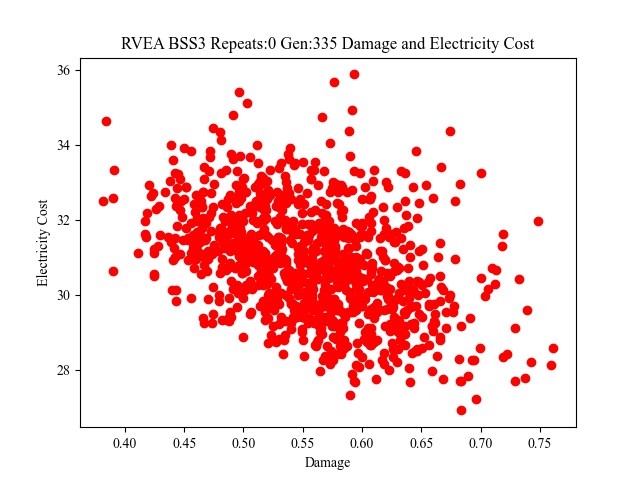 RVEA BSS3 Repeats:0 Gen:335 Damage and Electricity Cost
36
34
32
30
28
Electricity Cost
0.40 0.45 0.50 0.55 0.60 0.65 0.70 0.75
Damage